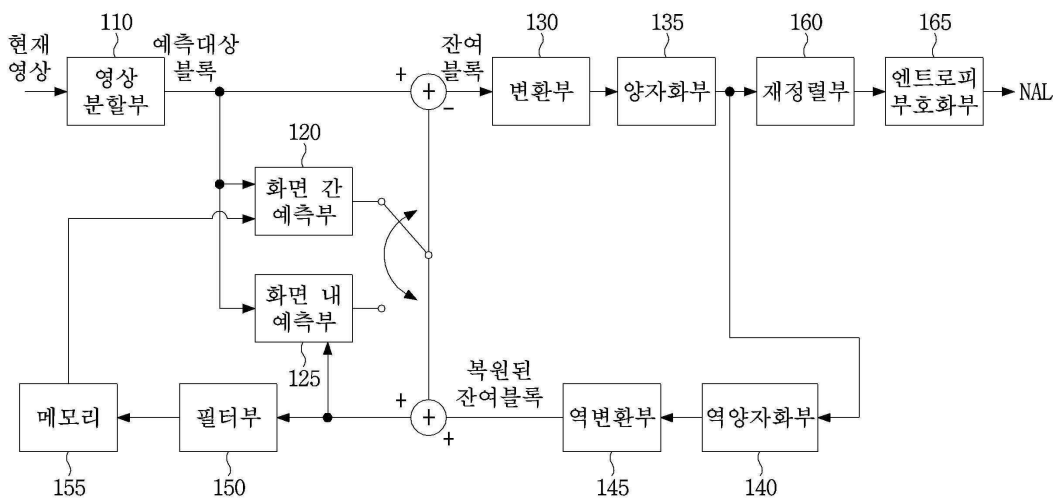 현재
영상
110
영상
분할부
예측대상
블록
+
+
−
잔여
블록
130
변환부
135
양자화부
160
재정렬부
165
엔트로피
부호화부
NAL
120
화면 간
예측부
화면 내
예측부
125
메모리
155
필터부
150
+
+
+
복원된
잔여블록
역변환부
145
역양자화부
140